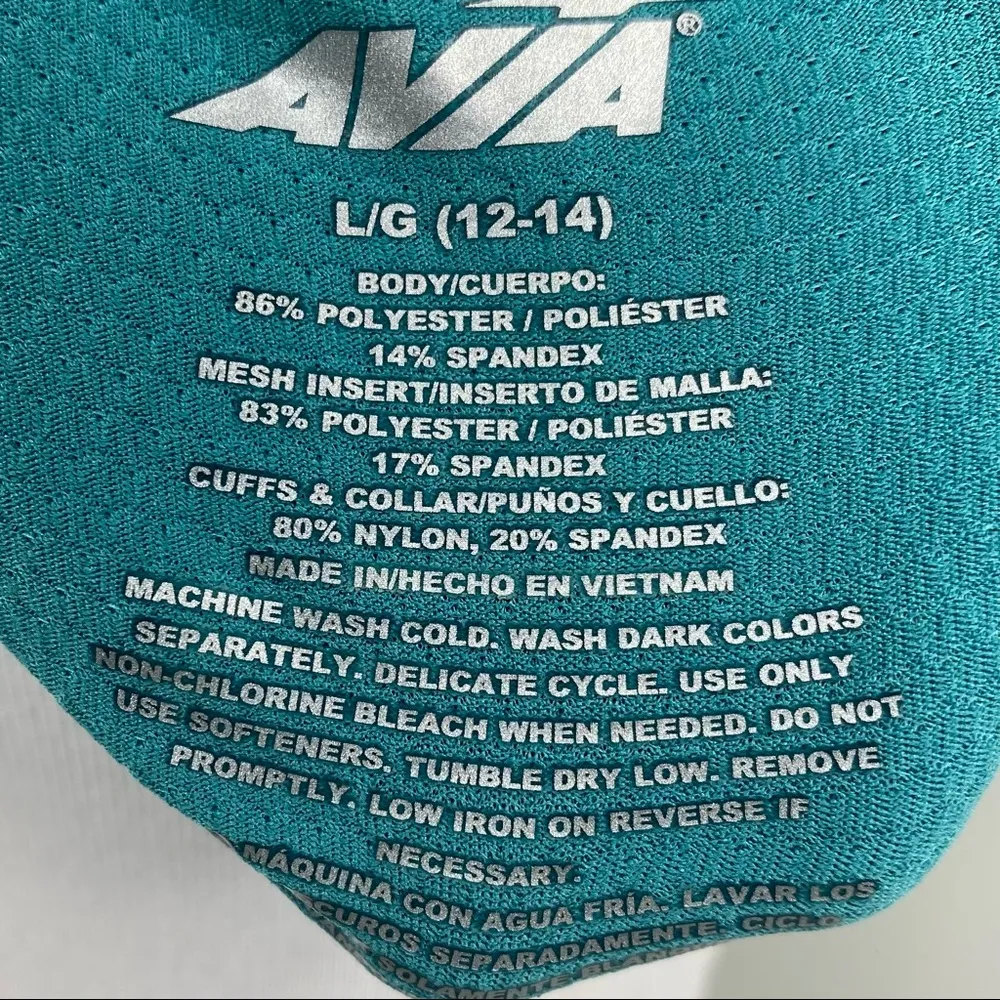 AVIA®
L/G (12-14)
BODY/CUERPO:
86% POLYESTER / POLIÉSTER
14% SPANDEX
MESH INSERT/INSERTO DE MALLA:
83% POLYESTER / POLIÉSTER
17% SPANDEX
CUFFS & COLLAR/PUÑOS Y CUELLO:
80% NYLON, 20% SPANDEX
MADE IN/HECHO EN VIETNAM
MACHINE WASH COLD. WASH DARK COLORS
SEPARATELY. DELICATE CYCLE. USE ONLY
NON-CHLORINE BLEACH WHEN NEEDED. DO NOT
USE SOFTENERS. TUMBLE DRY LOW. REMOVE
PROMPTLY. LOW IRON ON REVERSE IF
NECESSARY.
MÁQUINA CON AGUA FRÍA. LAVAR LOS
SEPARADAMENTE. CICLO
SOLAMENTE